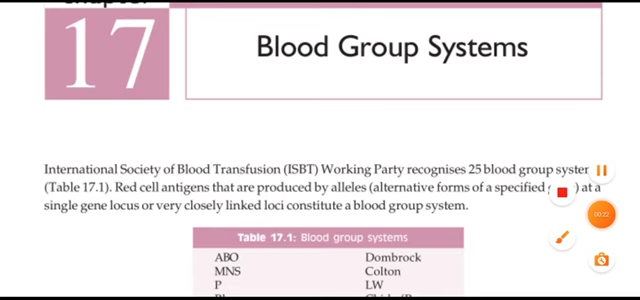 17
Blood Group Systems
International Society of Blood Transfusion (ISBT) Working Party recognises 25 blood group
(Table 17.1). Red cell antigens that are produced by alleles (alternative forms of a specified ) at a
single gene locus or very closely linked loci constitute a blood group system.
00:22
Table 17.1: Blood group systems
ABO Dombrock
MNS Colton
P LW